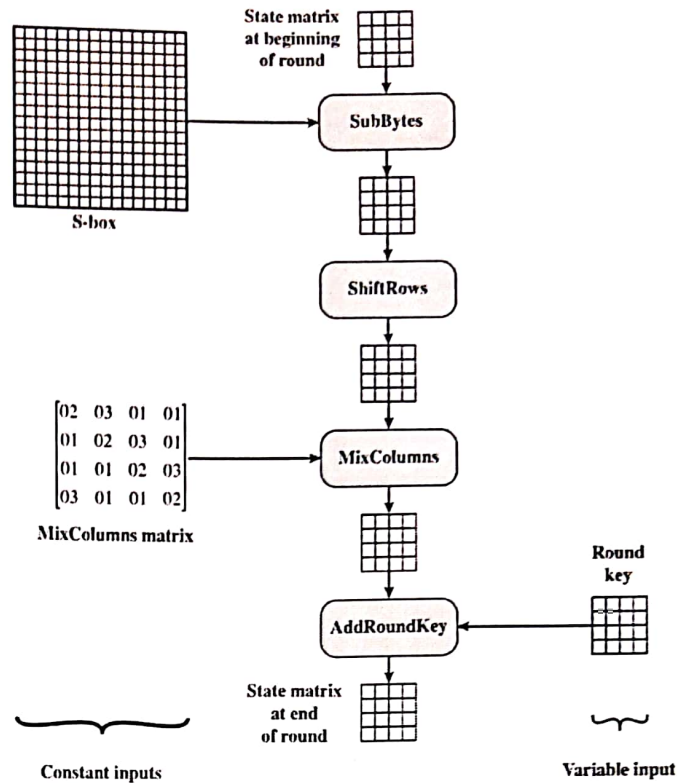 State matrix
at beginning
of round
SubBytes
S-box
ShiftRows
02 03 01 01
01 02 03 01
01 01 02 03
03 01 01 02
MixColumns
MixColumns matrix
Round
key
AddRoundKey
State matrix
at end
of round
Constant inputs
Variable input